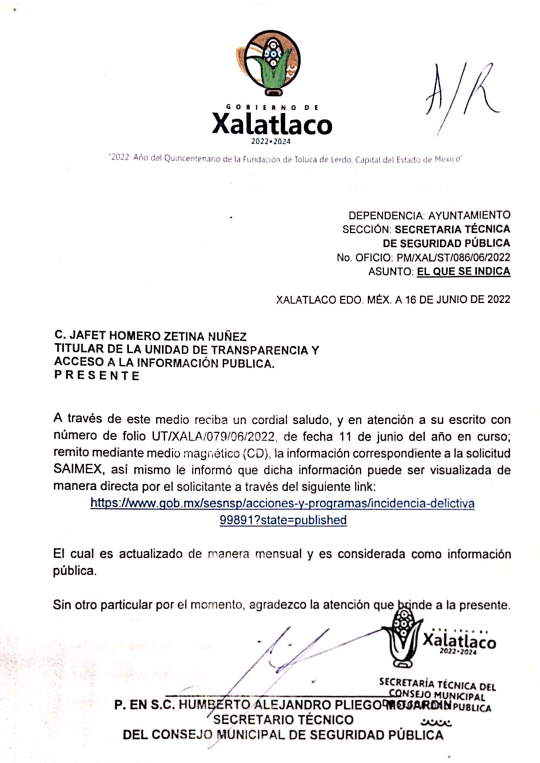 A/R
GOBIERNO DE
Xalatlaco
2022•2024
"2022. Año del Quincentenario de la Fundación de Toluca de Lerdo, Capital del Estado de México"
DEPENDENCIA: AYUNTAMIENTO
SECCIÓN: SECRETARIA TÉCNICA
DE SEGURIDAD PÚBLICA
No. OFICIO: PM/XAL/ST/086/06/2022
ASUNTO: EL QUE SE INDICA
XALATLACO EDO. MÉX. A 16 DE JUNIO DE 2022
C. JAFET HOMERO ZETINA NUÑEZ
TITULAR DE LA UNIDAD DE TRANSPARENCIA Y
ACCESO A LA INFORMACIÓN PUBLICA.
P R E S E N T E
A través de este medio reciba un cordial saludo, y en atención a su escrito con
número de folio UT/XALA/079/06/2022, de fecha 11 de junio del año en curso;
remito mediante medio magnético (CD), la información correspondiente a la solicitud
SAIMEX, así mismo le informó que dicha información puede ser visualizada de
manera directa por el solicitante a través del siguiente link:
https://www.gob.mx/sesnsp/acciones-y-programas/incidencia-delictiva
99891?state=published
El cual es actualizado de manera mensual y es considerada como información
pública.
Sin otro particular por el momento, agradezco la atención que brinde a la presente.
Xalatlaco
2022-2024
SECRETARÍA TÉCNICA DEL
CONSEJO MUNICIPAL
PUBLICA
P. EN S.C. HUMBERTO ALEJANDRO PLIEGO MOJARDIN
SECRETARIO TÉCNICO
DEL CONSEJO MUNICIPAL DE SEGURIDAD PÚBLICA